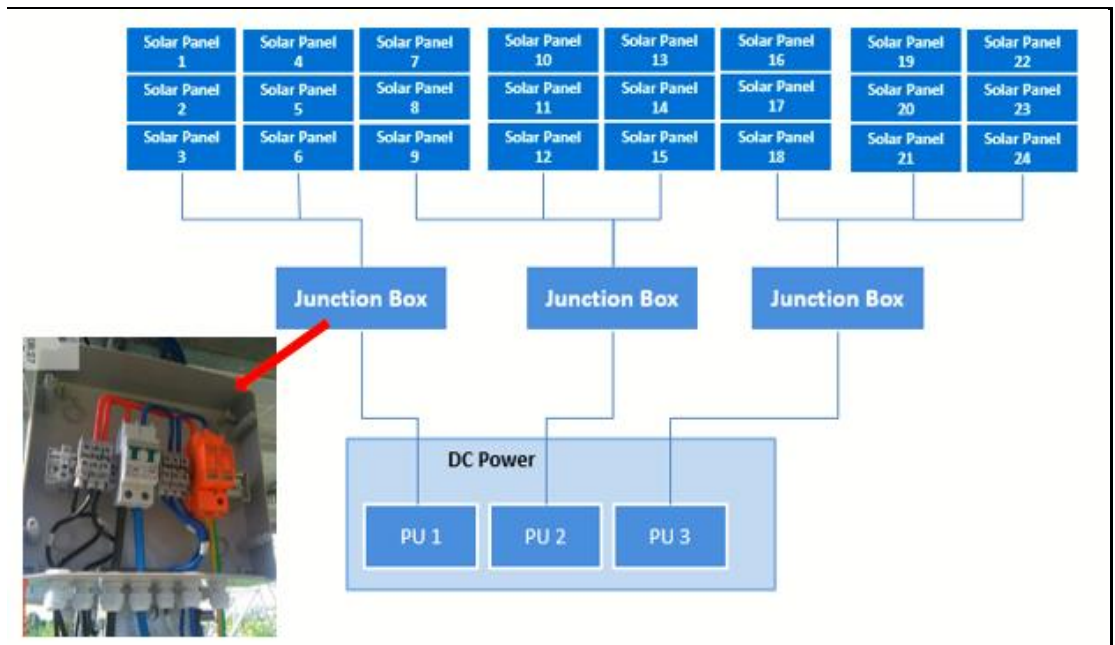 Solar Panel
1
Solar Panel
4
Solar Panel
7
Solar Panel
10
Solar Panel
13
Solar Panel
16
Solar Panel
19
Solar Panel
22
Solar Panel
2
Solar Panel
5
Solar Panel
8
Solar Panel
11
Solar Panel
14
Solar Panel
17
Solar Panel
20
Solar Panel
23
Solar Panel
3
Solar Panel
6
Solar Panel
9
Solar Panel
12
Solar Panel
15
Solar Panel
18
Solar Panel
21
Solar Panel
24
Junction Box
Junction Box
Junction Box
DC Power
PU 1
PU 2
PU 3